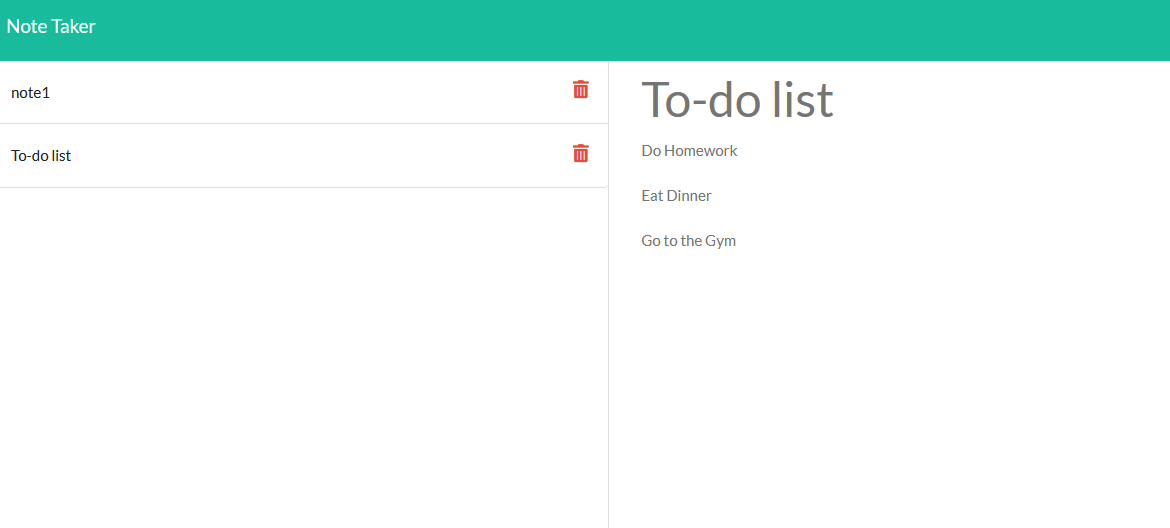 Note Taker
note1
To-do list
To-do list
Do Homework
Eat Dinner
Go to the Gym